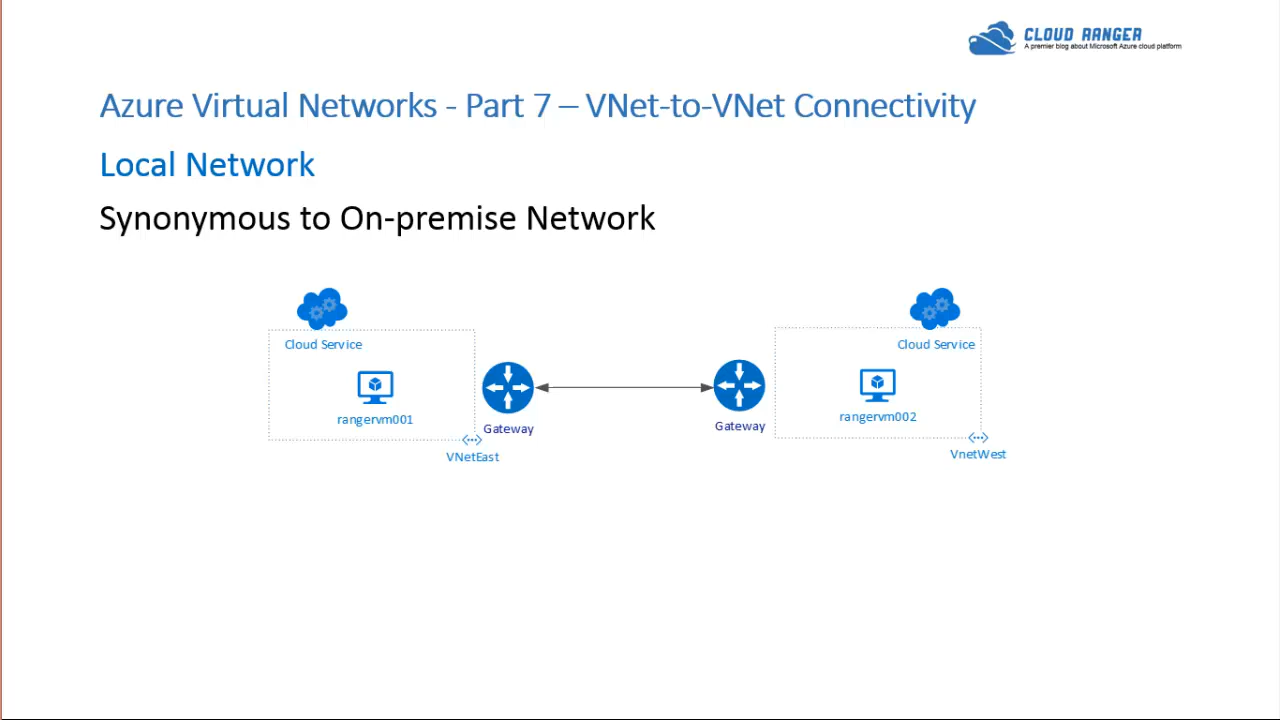 CLOUD RANGER
A premier blog about Microsoft Azure cloud platform
Azure Virtual Networks - Part 7 – VNet-to-VNet Connectivity
Local Network
Synonymous to On-premise Network
Cloud Service
Cloud Service
rangervm001
rangervm002
Gateway
Gateway
VNetEast
VnetWest